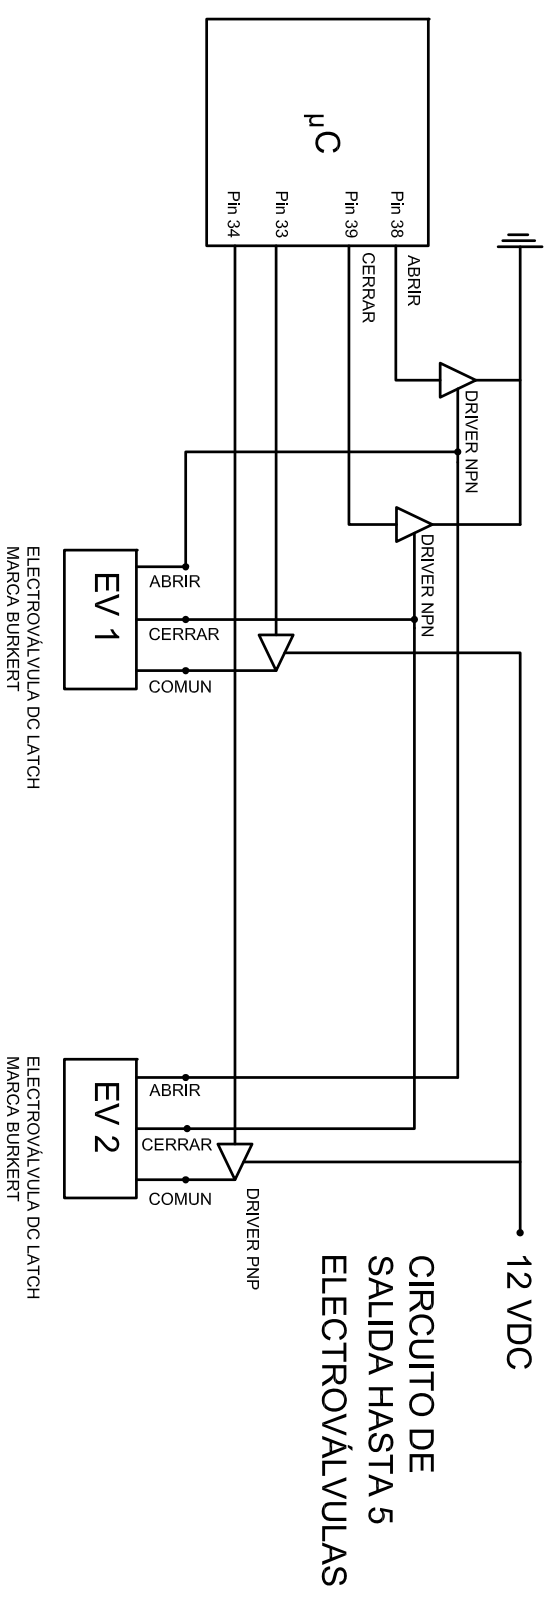 µC
Pin 38
Pin 39
Pin 33
Pin 34
ABRIR
CERRAR
DRIVER NPN
DRIVER NPN
12 VDC
CIRCUITO DE
SALIDA HASTA 5
ELECTROVÁLVULAS
DRIVER PNP
ABRIR
CERRAR
COMUN
EV 1
ELECTROVÁLVULA DC LATCH
MARCA BURKERT
ABRIR
CERRAR
COMUN
EV 2
ELECTROVÁLVULA DC LATCH
MARCA BURKERT